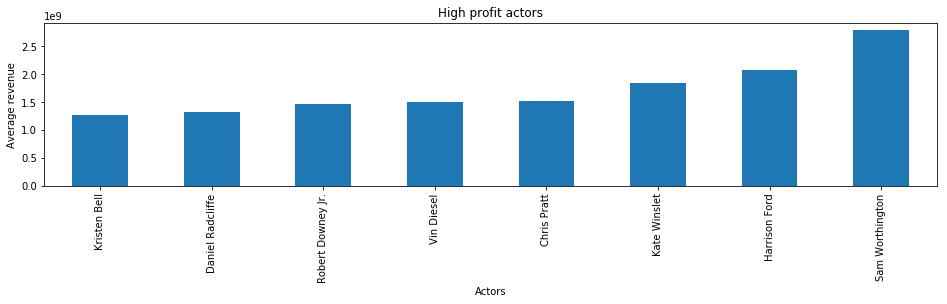 High profit actors
1e9
2.5
2.0
1.5
1.0
0.5
0.0
Average revenue
Kristen Bell
Daniel Radcliffe
Robert Downey Jr.
Vin Diesel
Chris Pratt
Kate Winslet
Harrison Ford
Sam Worthington
Actors